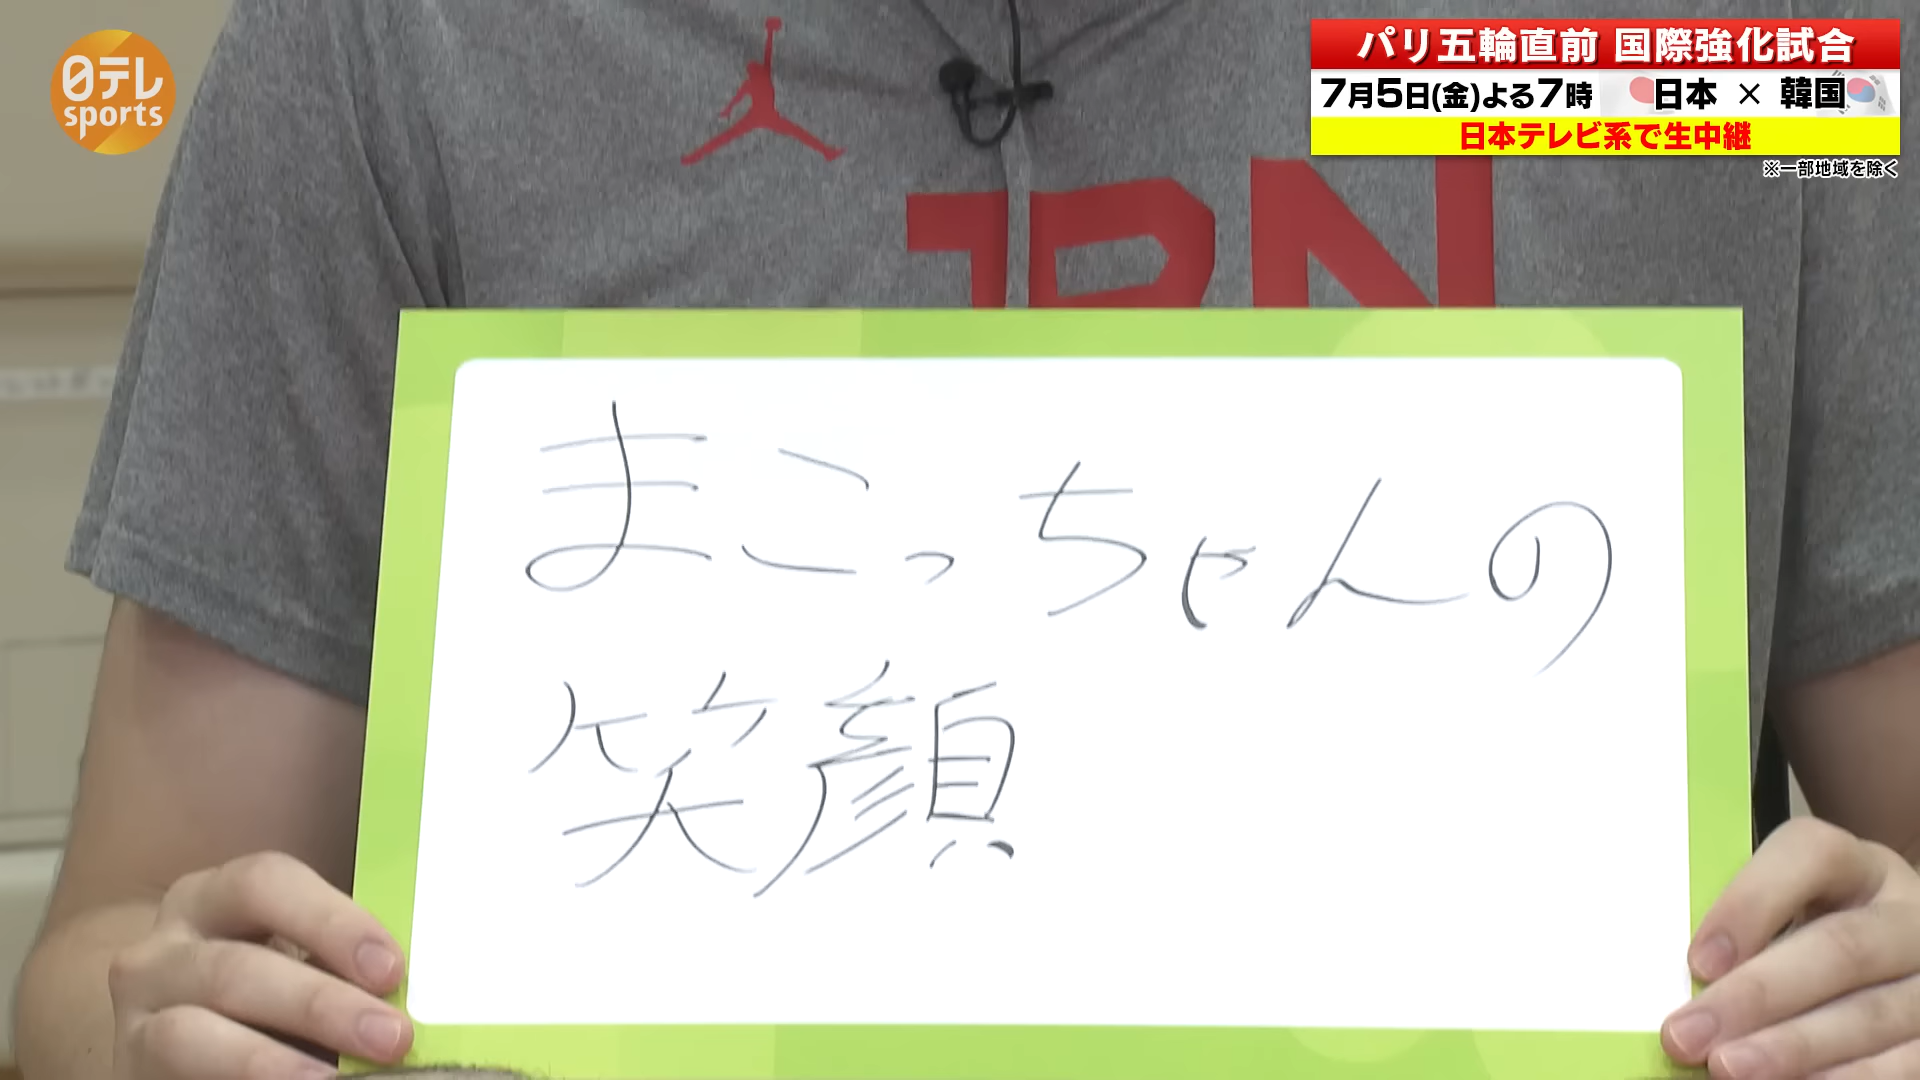 日テレ
sports
パリ五輪直前 国際強化試合
7月5日(金)よる7時 日本 × 韓国
日本テレビ系で生中継
※一部地域を除く
JPN
まこっちゃんの
笑顔